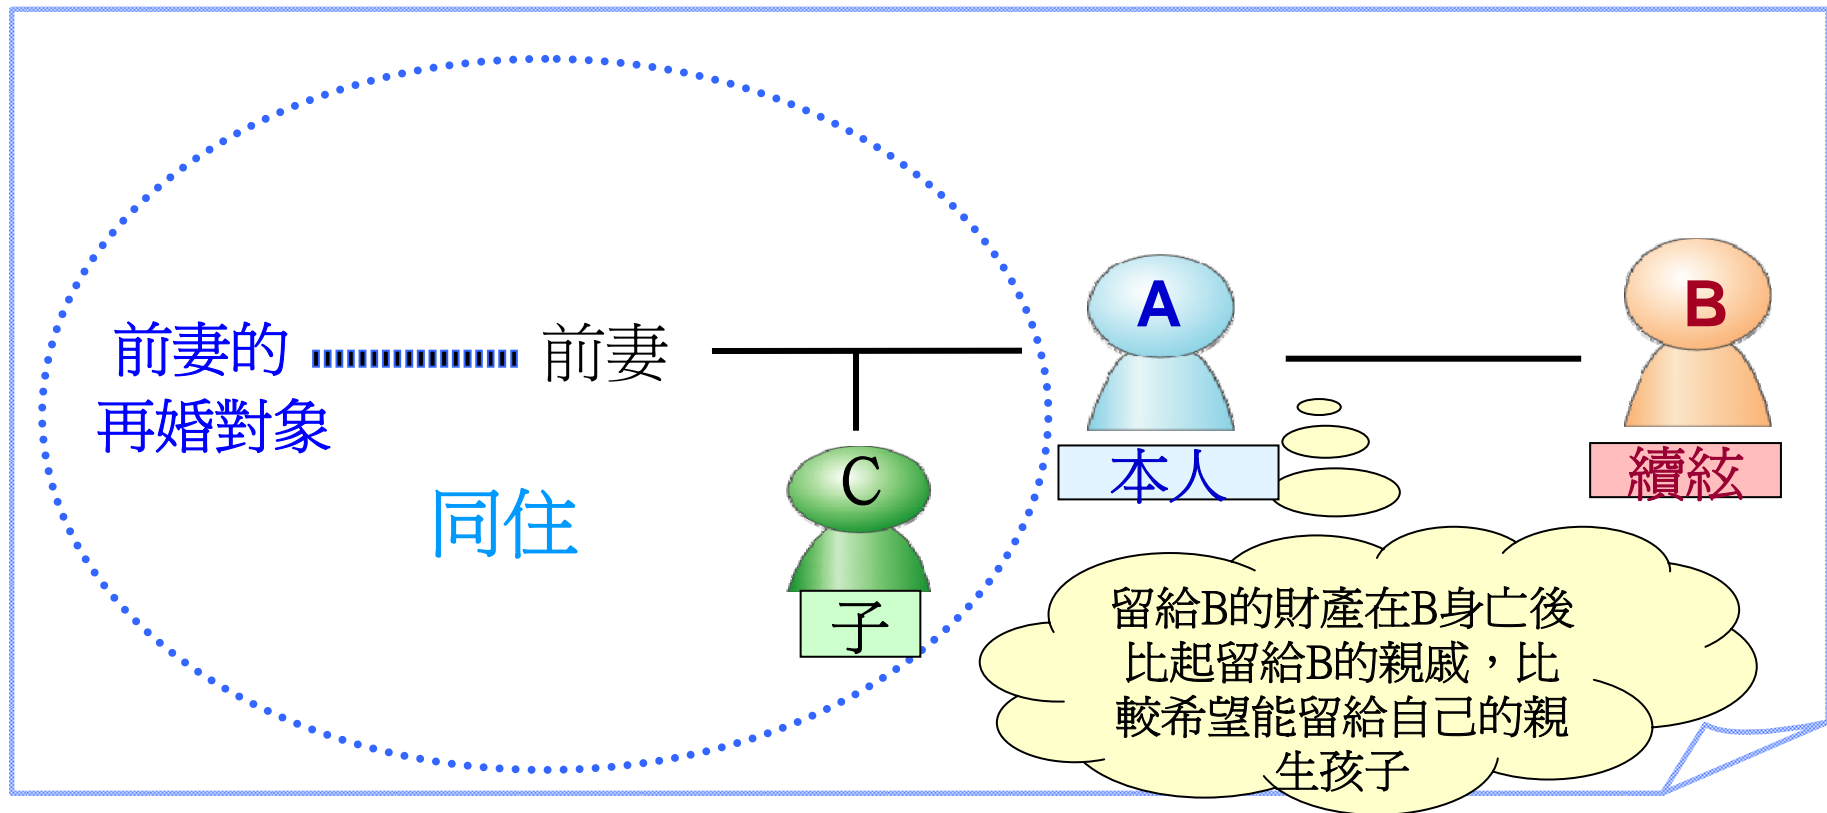 A
B
前妻的
再婚對象
前妻
本人
續絃
C
同住
子
留給B的財產在B身亡後
比起留給B的親戚，比
較希望能留給自己的親
生孩子